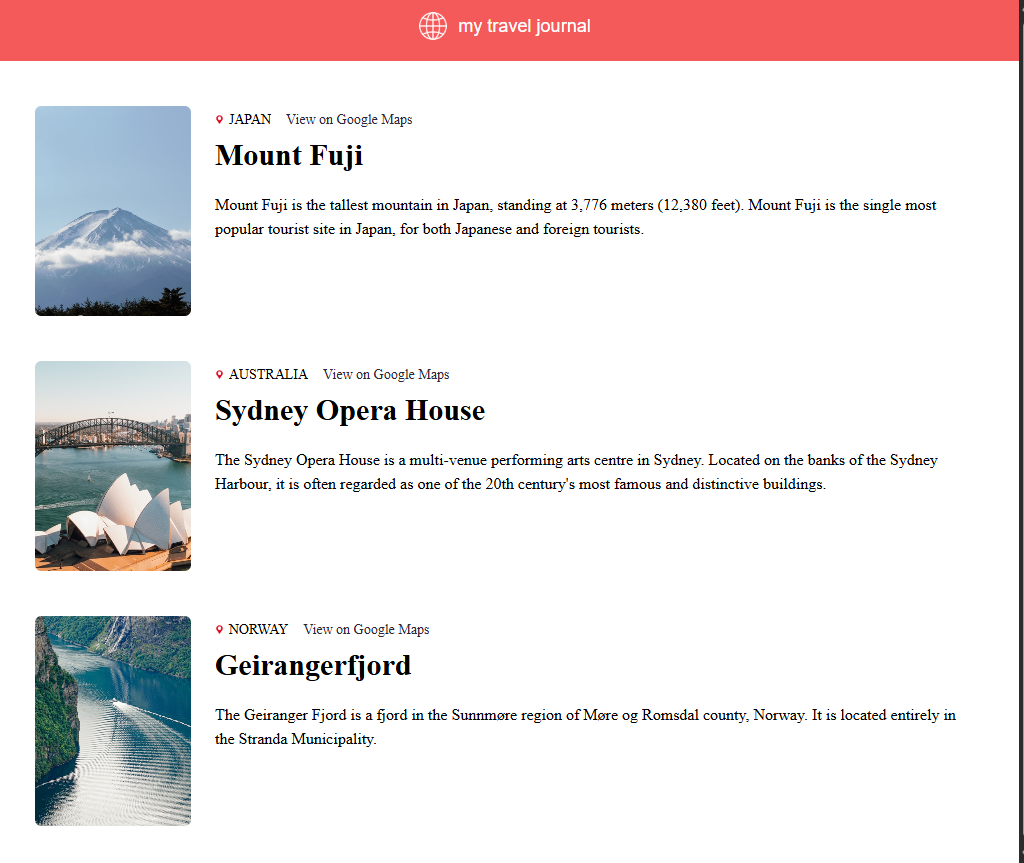 my travel journal
JAPAN View on Google Maps
Mount Fuji
Mount Fuji is the tallest mountain in Japan, standing at 3,776 meters (12,380 feet). Mount Fuji is the single most
popular tourist site in Japan, for both Japanese and foreign tourists.
AUSTRALIA View on Google Maps
Sydney Opera House
The Sydney Opera House is a multi-venue performing arts centre in Sydney. Located on the banks of the Sydney
Harbour, it is often regarded as one of the 20th century's most famous and distinctive buildings.
NORWAY View on Google Maps
Geirangerfjord
The Geiranger Fjord is a fjord in the Sunnmøre region of Møre og Romsdal county, Norway. It is located entirely in
the Stranda Municipality.